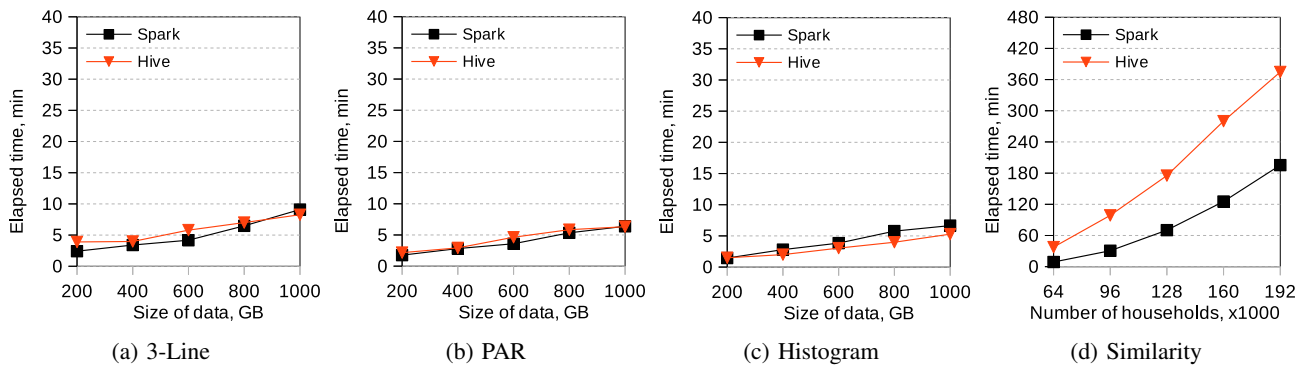 Elapsed time, min
40
35
30
25
20
15
10
5
0
Spark
Hive
200 400 600 800 1000
Size of data, GB
(a) 3-Line
Elapsed time, min
40
35
30
25
20
15
10
5
0
Spark
Hive
200 400 600 800 1000
Size of data, GB
(b) PAR
Elapsed time, min
40
35
30
25
20
15
10
5
0
Spark
Hive
200 400 600 800 1000
Size of data, GB
(c) Histogram
Elapsed time, min
480
420
360
300
240
180
120
60
0
Spark
Hive
64 96 128 160 192
Number of households, x1000
(d) Similarity